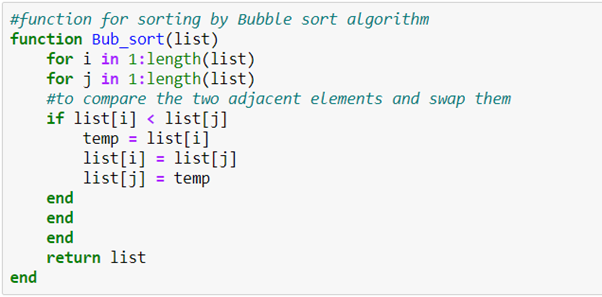 #function for sorting by Bubble sort algorithm
function Bub_sort(list)
    for i in 1:length(list)
    for j in 1:length(list)
    #to compare the two adjacent elements and swap them
    if list[i] < list[j]
        temp = list[i]
        list[i] = list[j]
        list[j] = temp
    end
    end
    end
    return list
end